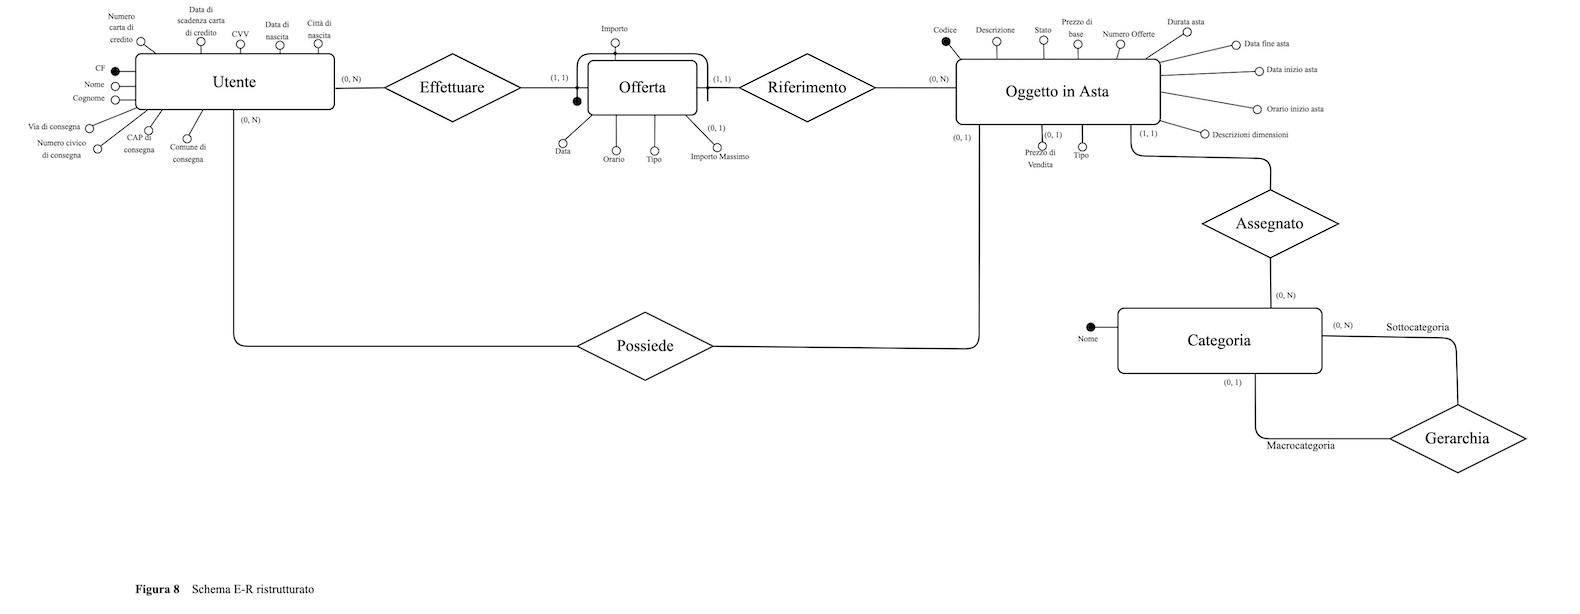 Numero
carta di
credito
Data di
scadenza carta
di credito
CVV
Data di
nascita
Città di
nascita
CF
Nome
Cognome
Utente
Via di consegna
Numero civico
di consegna
CAP di
consegna
Comune di
consegna
(0, N)
(0, N)
Effettuare
(1, 1)
Importo
Offerta
Data
Orario
Tipo
Importo Massimo
(0, 1)
(1, 1)
Riferimento
(0, N)
Codice
Descrizione
Stato
Prezzo di
base
Numero Offerte
Durata asta
Data fine asta
Data inizio asta
Orario inizio asta
Descrizioni dimensioni
Oggetto in Asta
(0, 1)
(0, 1)
Prezzo di
Vendita
Tipo
(1, 1)
Assegnato
(0, N)
Possiede
Nome
Categoria
(0, N)
Sottocategoria
(0, 1)
Macrocategoria
Gerarchia
Figura 8 Schema E-R ristrutturato